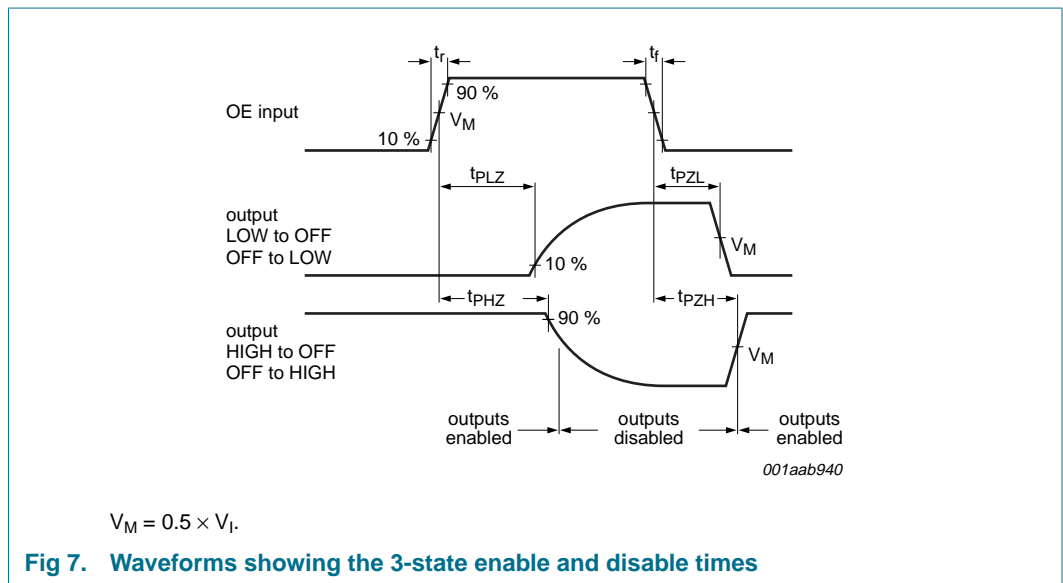 tr tf
90 %
OE input
VM
10 %
tPLZ tPZL
output
LOW to OFF
OFF to LOW
VM
10 %
tPHZ tPZH
90 %
output
HIGH to OFF
OFF to HIGH
VM
outputs enabled
outputs disabled
outputs enabled
001aab940
VM = 0.5 × VI.
Fig 7. Waveforms showing the 3-state enable and disable times